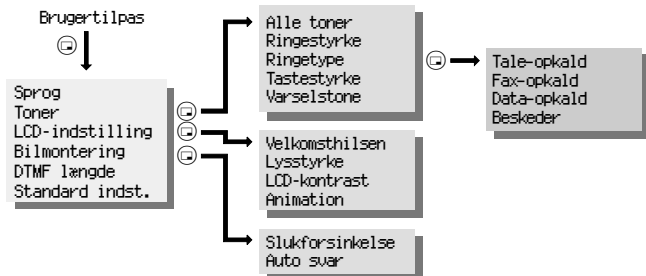 Brugertilpas
Sprog
Toner
LCD-indstilling
Bilmontering
DTMF længde
Standard indst.
Alle toner
Ringestyrke
Ringetype
Tastestyrke
Varselstone
Tale-opkald
Fax-opkald
Data-opkald
Beskeder
Velkomsthilsen
Lysstyrke
LCD-kontrast
Animation
Slukforsinkelse
Auto svar